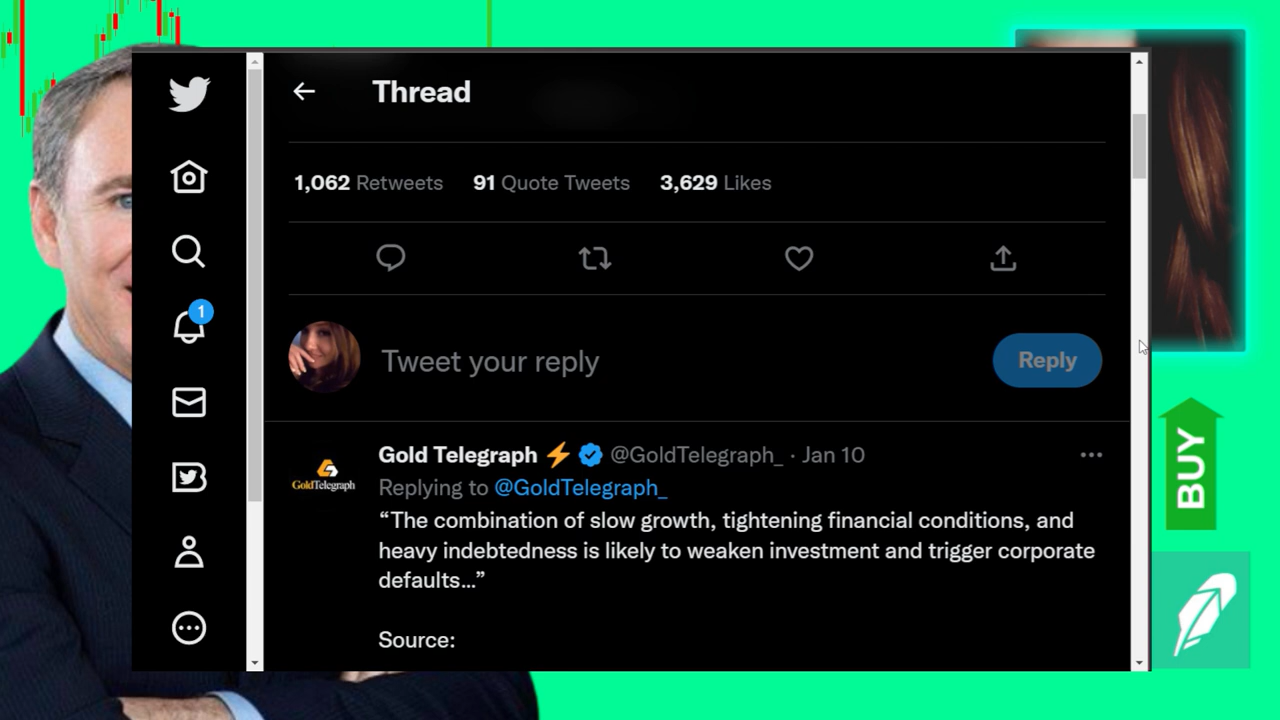 Thread
1,062 Retweets 91 Quote Tweets 3,629 Likes
1
Tweet your reply
Reply
Gold Telegraph ⚡ @GoldTelegraph_ · Jan 10
GoldTelegraph
Replying to @GoldTelegraph_
“The combination of slow growth, tightening financial conditions, and
heavy indebtedness is likely to weaken investment and trigger corporate
defaults...”
Source:
BUY